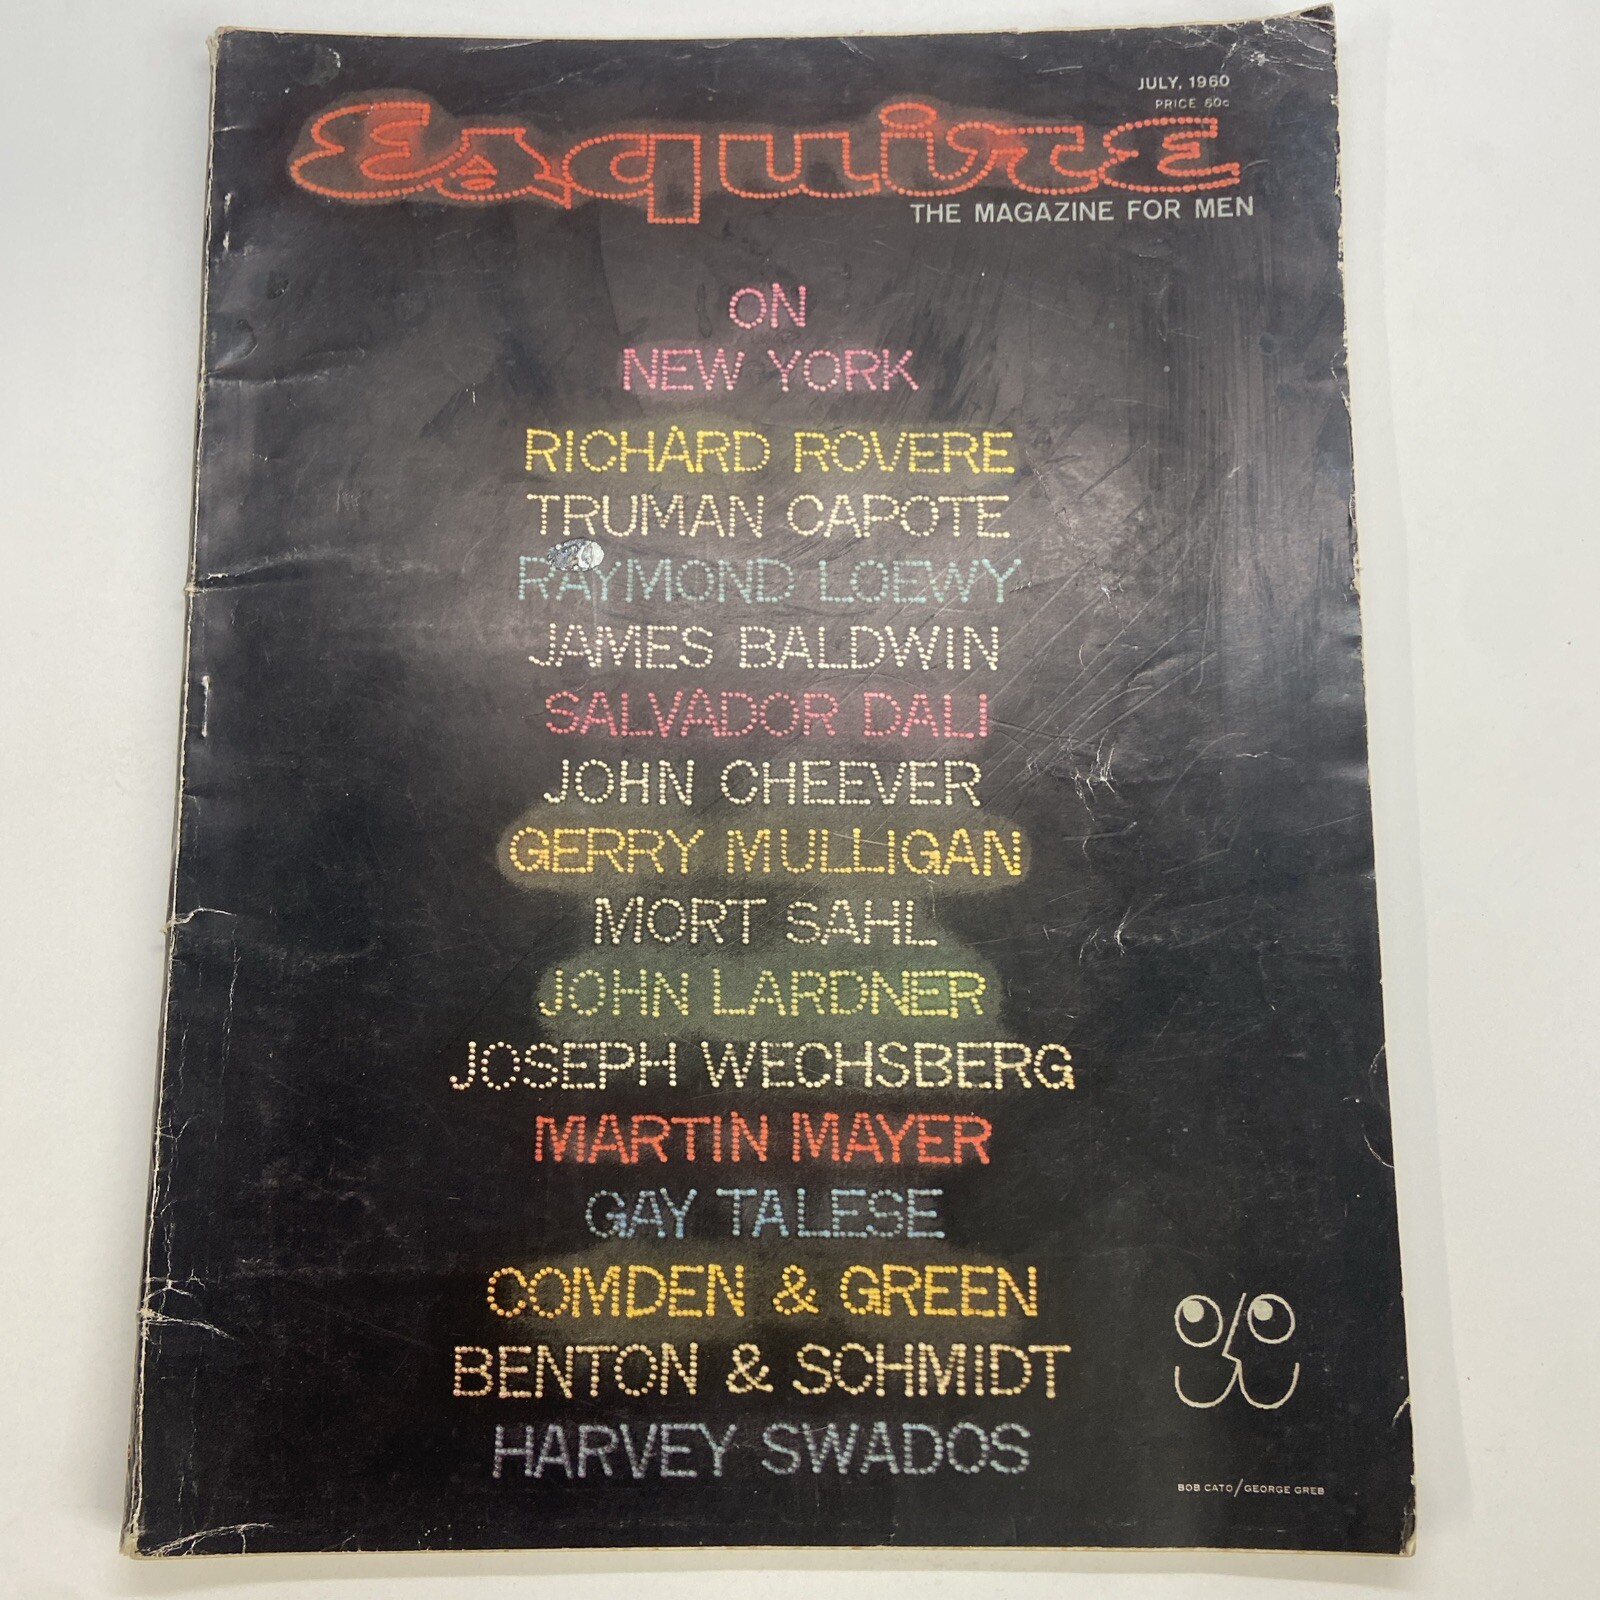 JULY, 1960
PRICE 60c
Esquire
THE MAGAZINE FOR MEN
ON
NEW YORK
RICHARD ROVERE
TRUMAN CAPOTE
RAYMOND LOEWY
JAMES BALDWIN
SALVADOR DALI
JOHN CHEEVER
GERRY MULLIGAN
MORT SAHL
JOHN LARDNER
JOSEPH WECHSBERG
MARTIN MAYER
GAY TALESE
COMDEN & GREEN
BENTON & SCHMIDT
HARVEY SWADOS
BOB CATO/GEORGE GREB